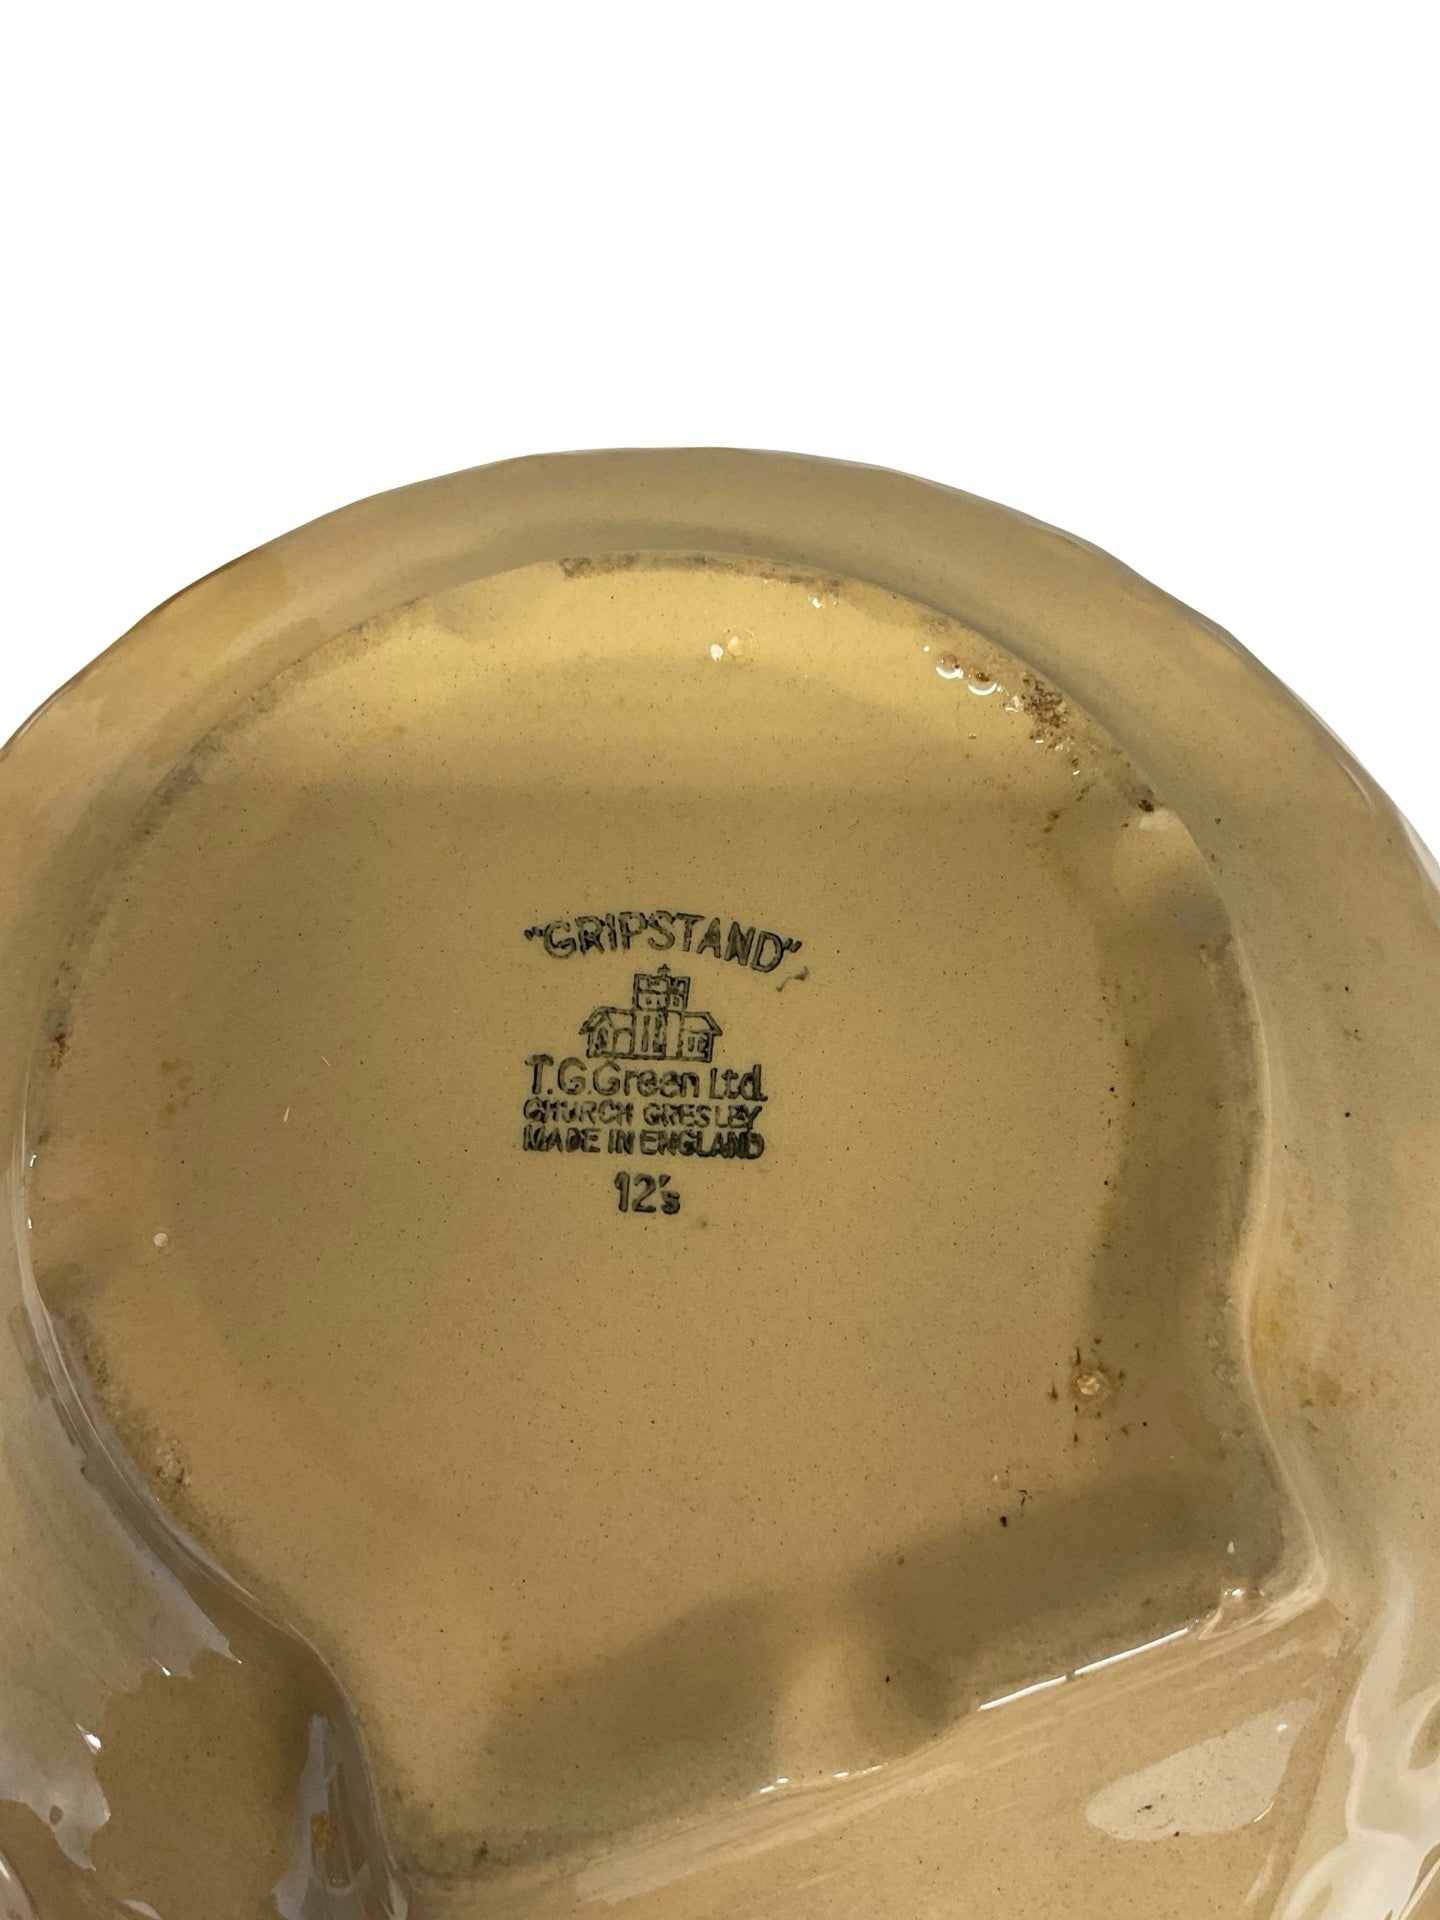 "GRIPSTAND"
T.G.Green Ltd.
CHURCH GRESLEY
MADE IN ENGLAND
12's